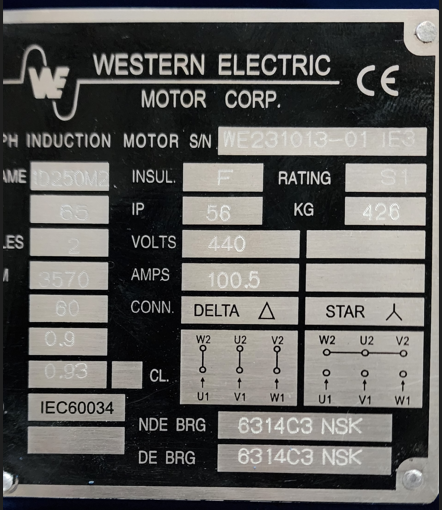 WE
WESTERN ELECTRIC
MOTOR CORP.
CE
PH INDUCTION MOTOR S/N WE231013-01 IE3
AME 1D250M2 INSUL. F RATING S1
65 IP 56 KG 426
LES 2 VOLTS 440
M 3570 AMPS 100.5
60 CONN. DELTA △ STAR
0.9 W2 U2 V2 W2 U2 V2
0.93 CL. U1 V1 W1 U1 V1 W1
IEC60034
NDE BRG 6314C3 NSK
DE BRG 6314C3 NSK